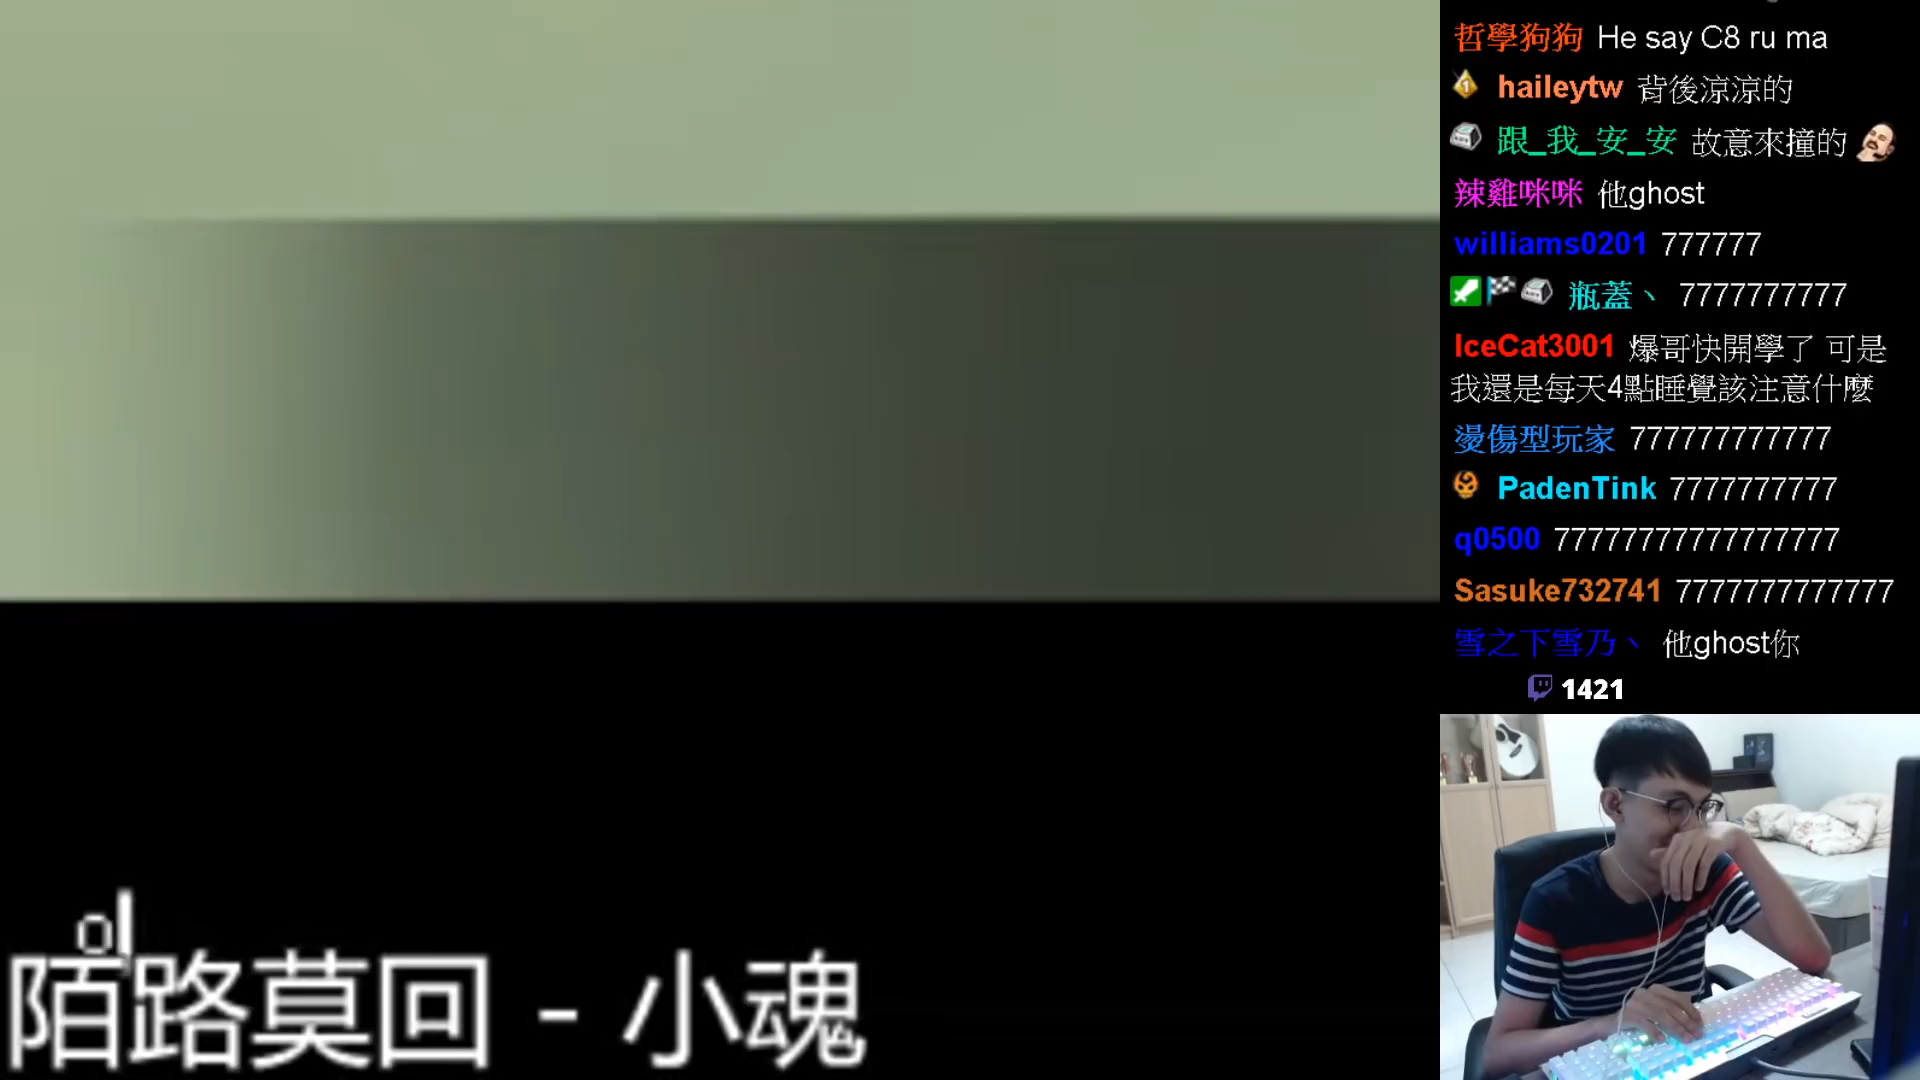 哲學狗狗 He say C8 ru ma
haileytw 背後涼涼的
跟_我_安_安 故意來撞的
辣雞咪咪 他ghost
williams0201 777777
瓶蓋丶 7777777777
IceCat3001 爆哥快開學了 可是
我還是每天4點睡覺該注意什麼
燙傷型玩家 777777777777
PadenTink 7777777777
q0500 77777777777777777
Sasuke732741 7777777777777
雪之下雪乃丶 他ghost你
1421
이
陌路莫回 - 小魂